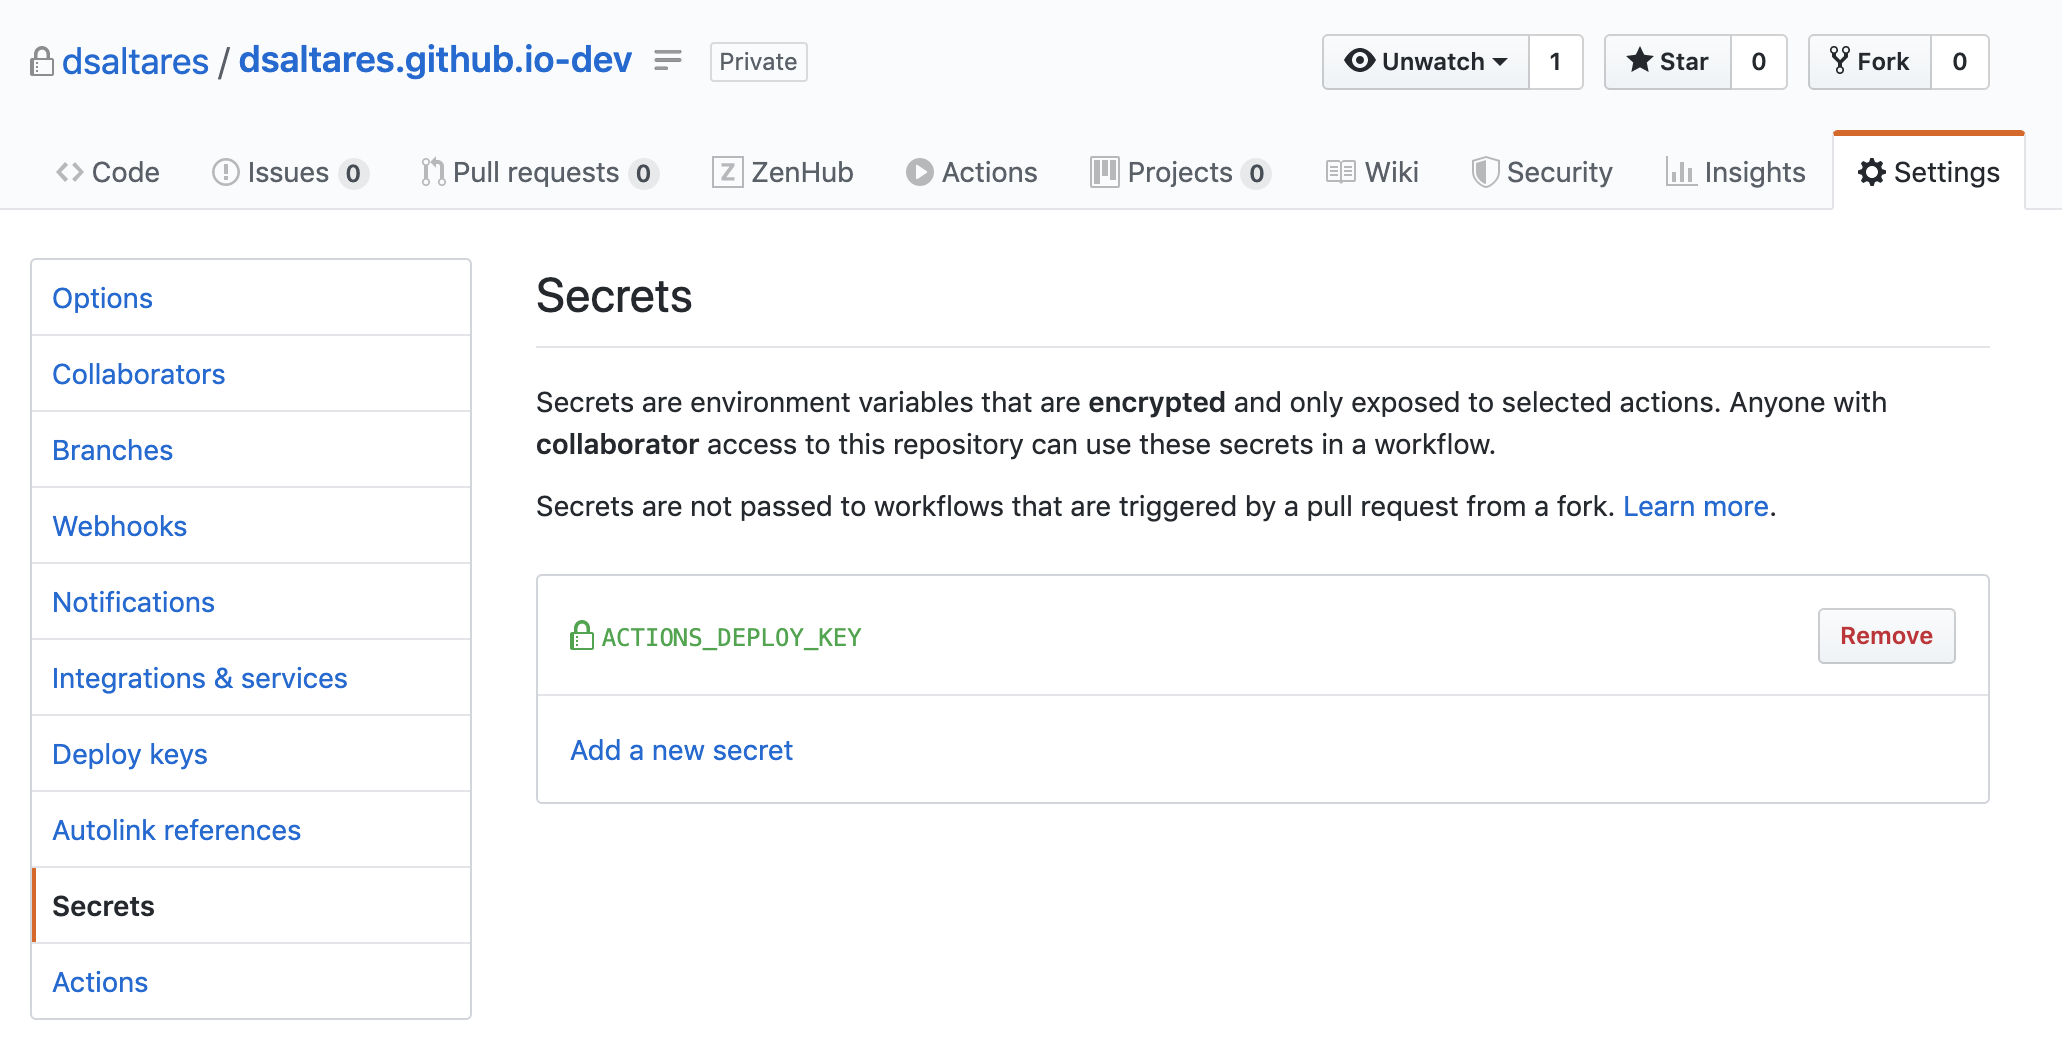 dsaltares / dsaltares.github.io-dev Private Unwatch 1 Star 0 Fork 0
Code Issues 0 Pull requests 0 Z ZenHub Actions Projects 0 Wiki Security Insights Settings
Options
Collaborators
Branches
Webhooks
Notifications
Integrations & services
Deploy keys
Autolink references
Secrets
Actions
Secrets
Secrets are environment variables that are encrypted and only exposed to selected actions. Anyone with
collaborator access to this repository can use these secrets in a workflow.
Secrets are not passed to workflows that are triggered by a pull request from a fork. Learn more.
ACTIONS_DEPLOY_KEY Remove
Add a new secret